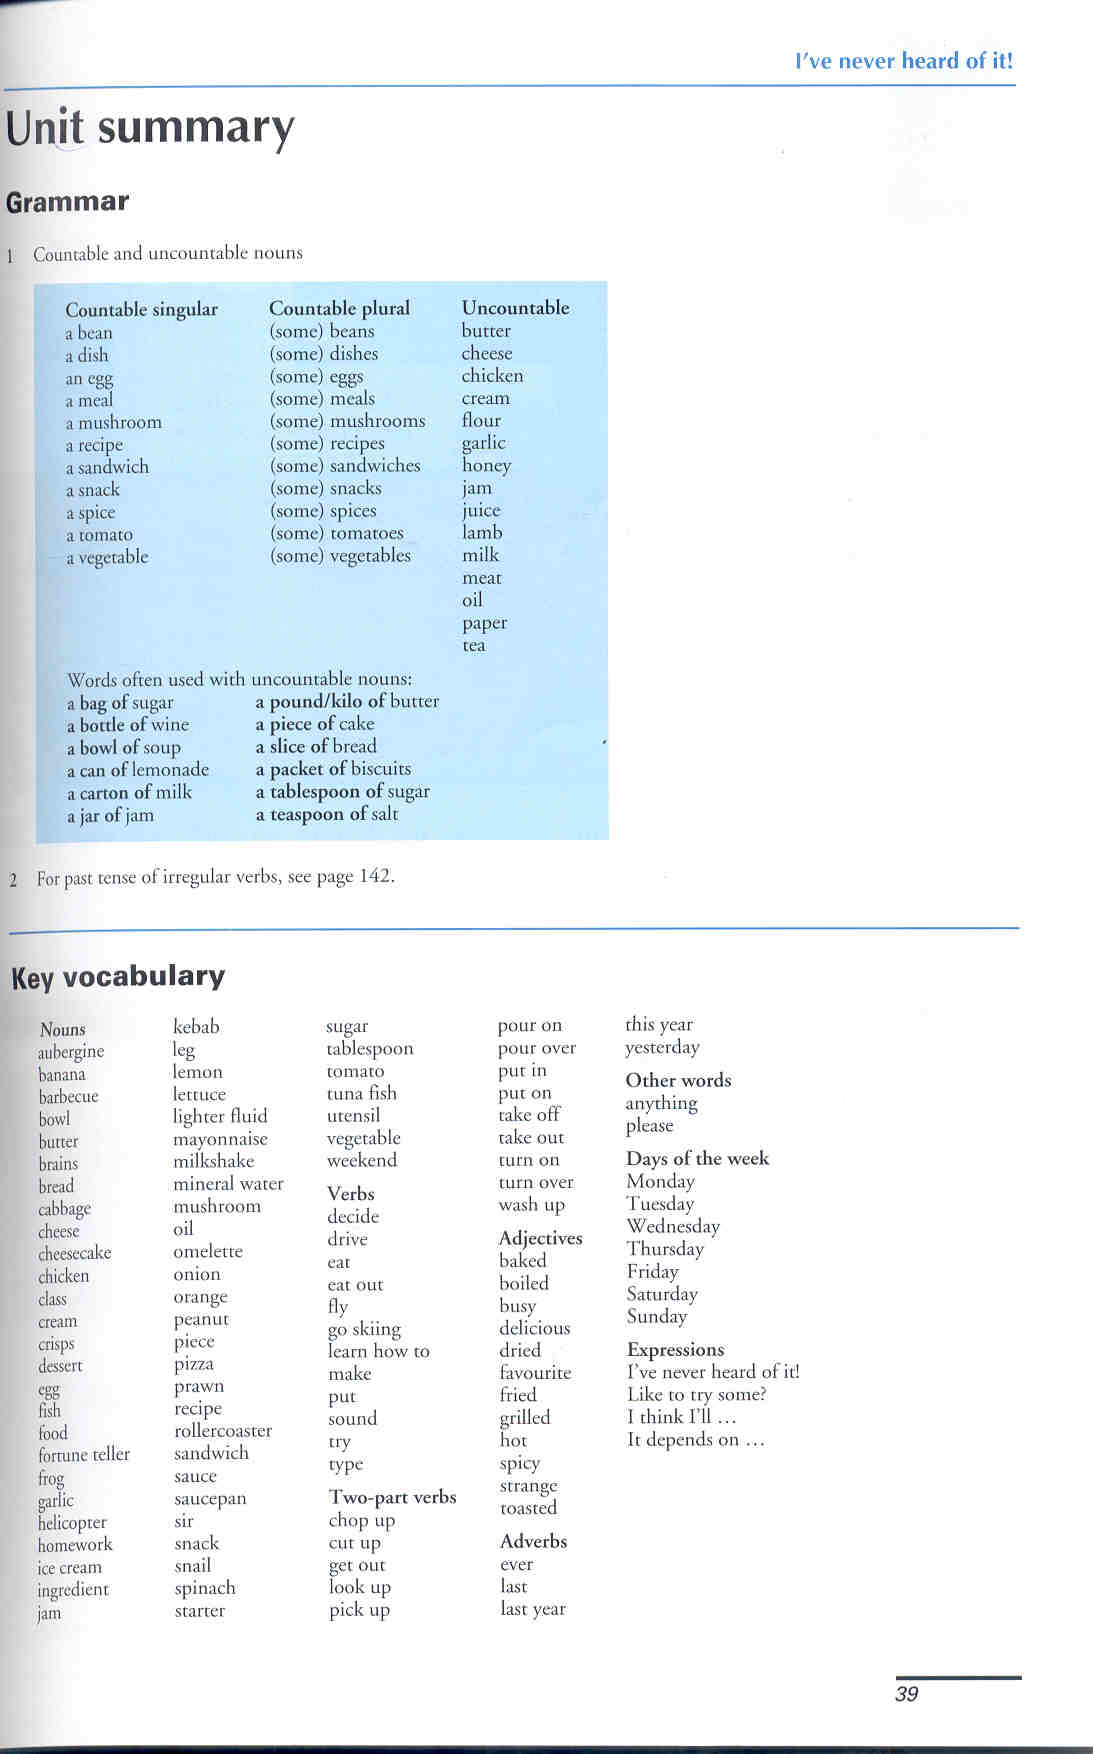 I've never heard of it!
Unit summary
Grammar
1 Countable and uncountable nouns
Countable singular
a bean
a dish
an egg
a meal
a mushroom
a recipe
a sandwich
a snack
a spice
a tomato
a vegetable
Countable plural
(some) beans
(some) dishes
(some) eggs
(some) meals
(some) mushrooms
(some) recipes
(some) sandwiches
(some) snacks
(some) spices
(some) tomatoes
(some) vegetables
Uncountable
butter
cheese
chicken
cream
flour
garlic
honey
jam
juice
lamb
milk
meat
oil
paper
tea
Words often used with uncountable nouns:
a bag of sugar
a bottle of wine
a bowl of soup
a can of lemonade
a carton of milk
a jar of jam
a pound/kilo of butter
a piece of cake
a slice of bread
a packet of biscuits
a tablespoon of sugar
a teaspoon of salt
2 For past tense of irregular verbs, see page 142.
Key vocabulary
Nouns
aubergine
banana
barbecue
bowl
butter
brains
bread
cabbage
cheese
cheesecake
chicken
class
cream
crisps
dessert
egg
fish
food
fortune teller
frog
garlic
helicopter
homework
ice cream
ingredient
jam
kebab
leg
lemon
lettuce
lighter fluid
mayonnaise
milkshake
mineral water
mushroom
oil
omelette
onion
orange
peanut
piece
pizza
prawn
recipe
rollercoaster
sandwich
sauce
saucepan
sir
snack
snail
spinach
starter
sugar
tablespoon
tomato
tuna fish
utensil
vegetable
weekend
Verbs
decide
drive
eat
eat out
fly
go skiing
learn how to
make
put
sound
try
type
Two-part verbs
chop up
cut up
get out
look up
pick up
pour on
pour over
put in
put on
take off
take out
turn on
turn over
wash up
Adjectives
baked
boiled
busy
delicious
dried
favourite
fried
grilled
hot
spicy
strange
toasted
Adverbs
ever
last
last year
this year
yesterday
Other words
anything
please
Days of the week
Monday
Tuesday
Wednesday
Thursday
Friday
Saturday
Sunday
Expressions
I've never heard of it!
Like to try some?
I think I'll ...
It depends on ...
39